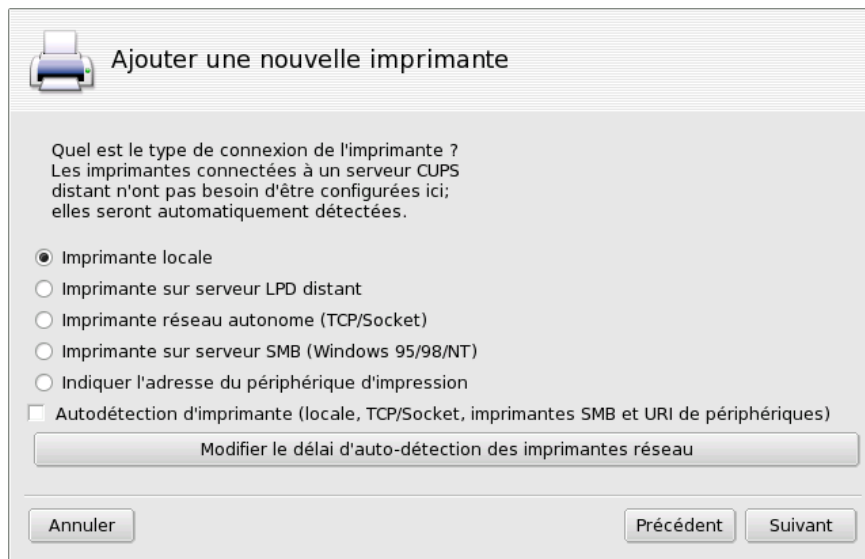 Ajouter une nouvelle imprimante
Quel est le type de connexion de l'imprimante ?
Les imprimantes connectées à un serveur CUPS
distant n'ont pas besoin d'être configurées ici;
elles seront automatiquement détectées.
Imprimante locale
Imprimante sur serveur LPD distant
Imprimante réseau autonome (TCP/Socket)
Imprimante sur serveur SMB (Windows 95/98/NT)
Indiquer l'adresse du périphérique d'impression
Autodétection d'imprimante (locale, TCP/Socket, imprimantes SMB et URI de périphériques)
Modifier le délai d'auto-détection des imprimantes réseau
Annuler Précédent Suivant